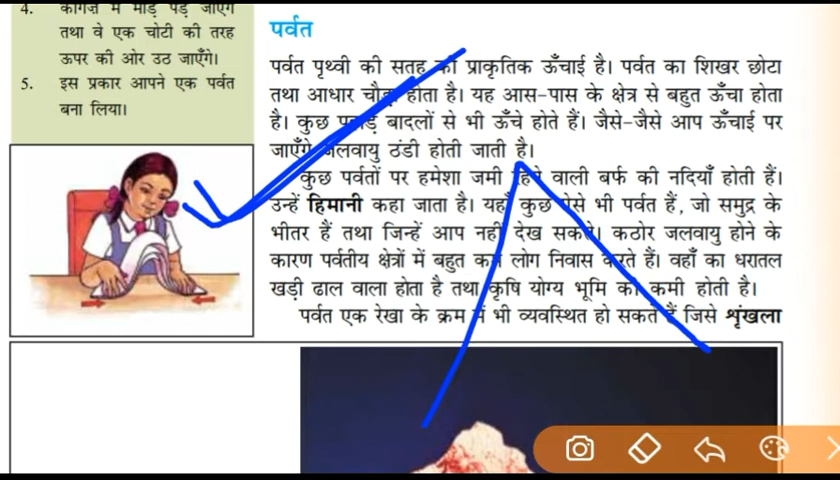 4. कागज़ में मोड़ पड़ जाएँगे
तथा वे एक चोटी की तरह
ऊपर की ओर उठ जाएँगे।
5. इस प्रकार आपने एक पर्वत
बना लिया।
पर्वत
पर्वत पृथ्वी की सतह की प्राकृतिक ऊँचाई है। पर्वत का शिखर छोटा
तथा आधार चौड़ा होता है। यह आस-पास के क्षेत्र से बहुत ऊँचा होता
है। कुछ पहाड़ बादलों से भी ऊँचे होते हैं। जैसे-जैसे आप ऊँचाई पर
जाएँगे जलवायु ठंडी होती जाती है।
कुछ पर्वतों पर हमेशा जमी रहने वाली बर्फ की नदियाँ होती हैं।
उन्हें हिमानी कहा जाता है। यहाँ कुछ ऐसे भी पर्वत हैं, जो समुद्र के
भीतर हैं तथा जिन्हें आप नहीं देख सकते। कठोर जलवायु होने के
कारण पर्वतीय क्षेत्रों में बहुत कम लोग निवास करते हैं। वहाँ का धरातल
खड़ी ढाल वाला होता है तथा कृषि योग्य भूमि की कमी होती है।
पर्वत एक रेखा के क्रम में भी व्यवस्थित हो सकते हैं जिसे शृंखला